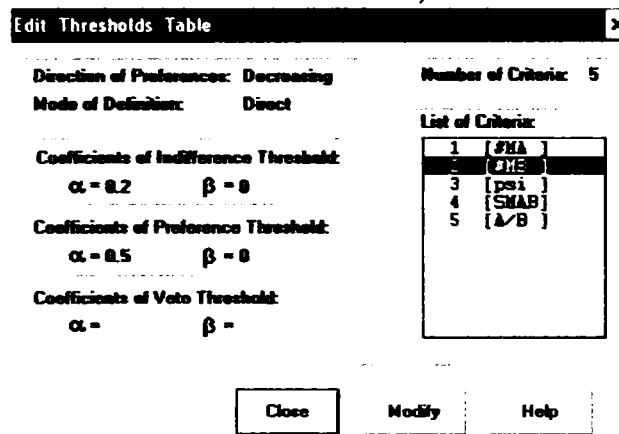 Edit Thresholds Table
Direction of Preferences: Decreasing
Mode of Definition: Direct
Coefficients of Indifference Threshold:
α = 0.2 β = 0
Coefficients of Preference Threshold:
α = 0.5 β = 0
Coefficients of Veto Threshold:
α = β =
Number of Criteria: 5
List of Criteria:
1 [#MA ]
2 [#ME ]
3 [psi ]
4 [SMAB]
5 [A/B ]
Close Modify Help